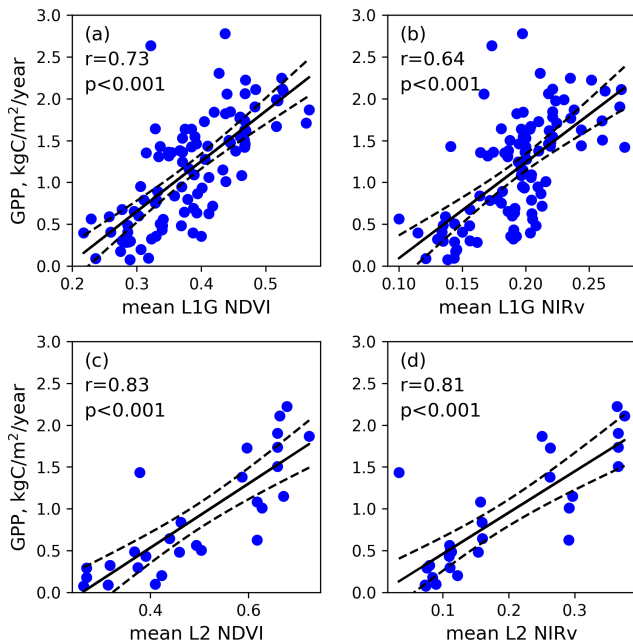 (a)
r=0.73
p<0.001
GPP, kgC/m²/year
3.0
2.5
2.0
1.5
1.0
0.5
0.0
0.2 0.3 0.4 0.5
mean L1G NDVI
(b)
r=0.64
p<0.001
3.0
2.5
2.0
1.5
1.0
0.5
0.0
0.10 0.15 0.20 0.25
mean L1G NIRv
(c)
r=0.83
p<0.001
GPP, kgC/m²/year
3.0
2.5
2.0
1.5
1.0
0.5
0.0
0.4 0.6
mean L2 NDVI
(d)
r=0.81
p<0.001
3.0
2.5
2.0
1.5
1.0
0.5
0.0
0.1 0.2 0.3
mean L2 NIRv